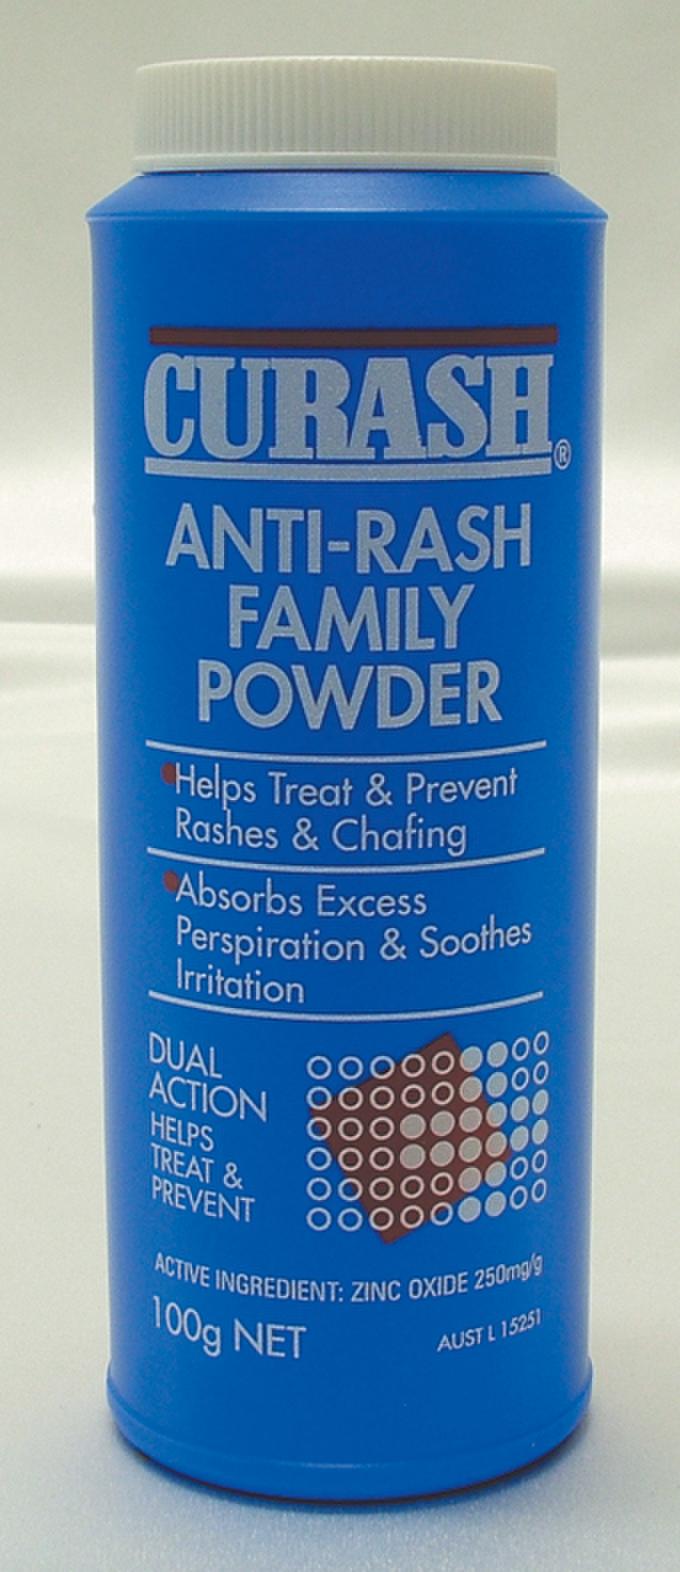 CURASH®
ANTI-RASH
FAMILY
POWDER
Helps Treat & Prevent
Rashes & Chafing
Absorbs Excess
Perspiration & Soothes
Irritation
DUAL
ACTION
HELPS
TREAT &
PREVENT
ACTIVE INGREDIENT: ZINC OXIDE 250mg/g
100g NET
AUST L 15251